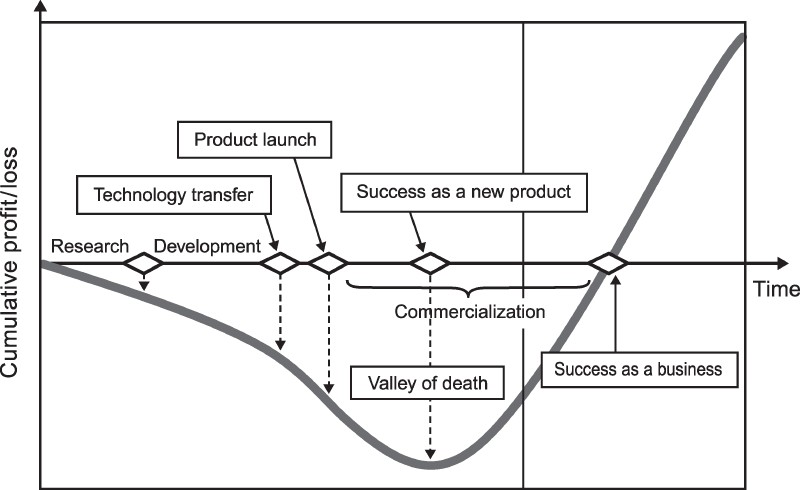 Product launch
Technology transfer
Success as a new product
Research
Development
Time
Commercialization
Valley of death
Success as a business
Cumulative profit/loss